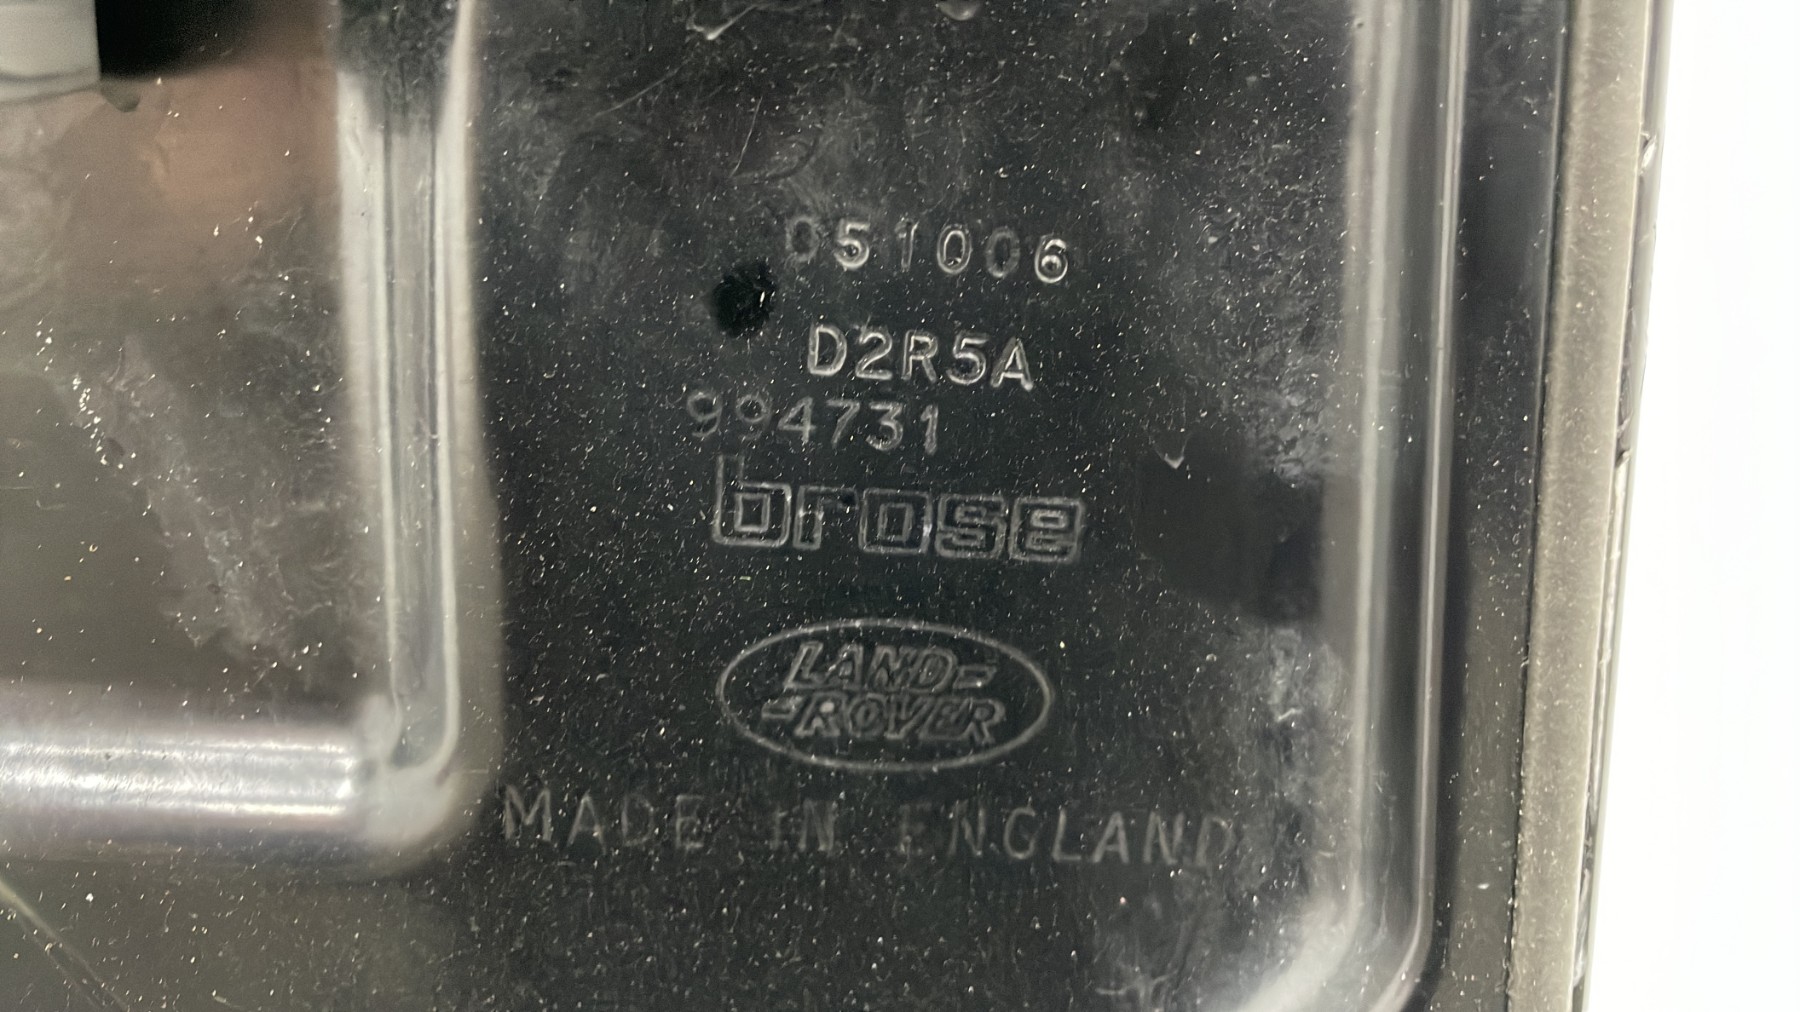 051006
D2R5A
994731
brose
LAND-
-ROVER
MADE IN ENGLAND